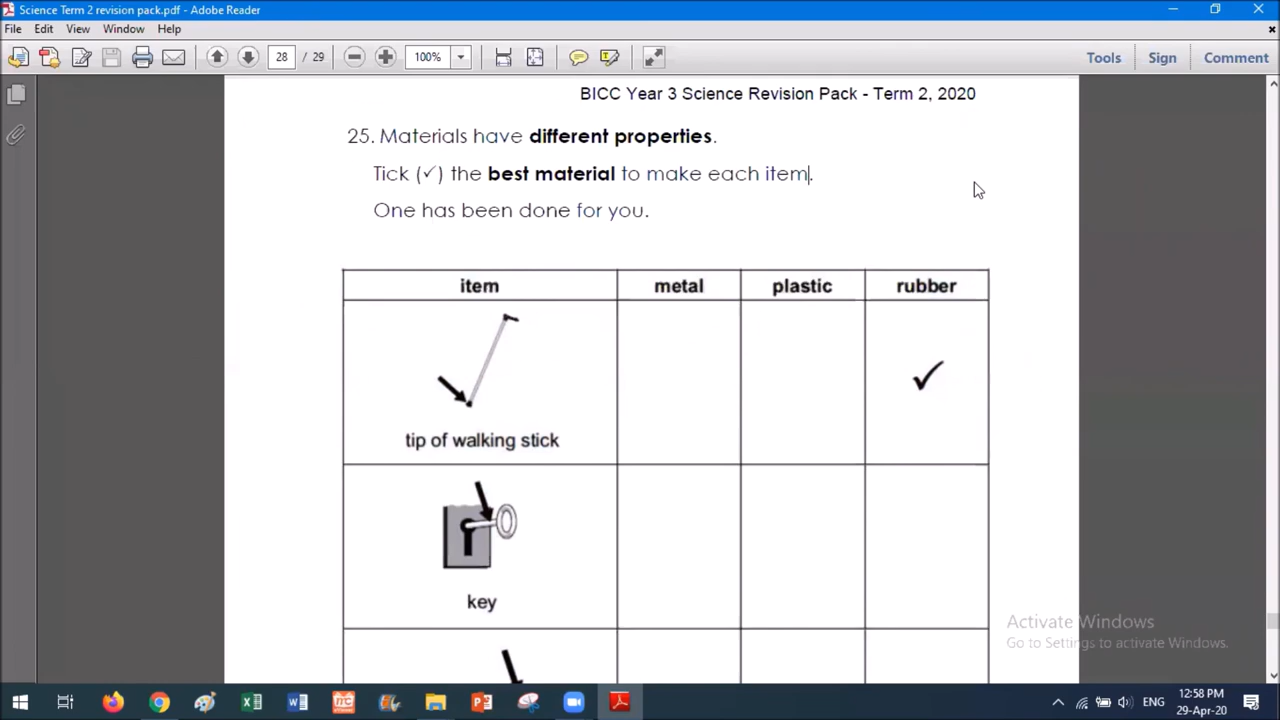 Science Term 2 revision pack.pdf - Adobe Reader
File Edit View Window Help
28 / 29 100% Tools Sign Comment
BICC Year 3 Science Revision Pack - Term 2, 2020
25. Materials have different properties.
Tick (✓) the best material to make each item.
One has been done for you.
item metal plastic rubber
✓
tip of walking stick
key
Activate Windows
Go to Settings to activate Windows.
ENG
12:58 PM
29-Apr-20